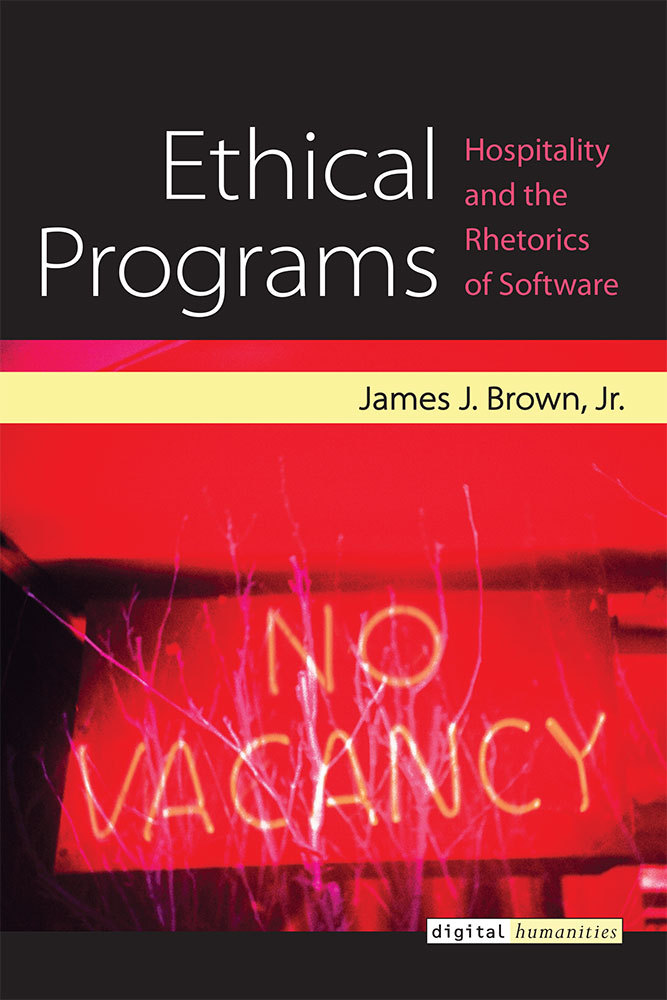 Ethical
Programs
Hospitality
and the
Rhetorics
of Software
James J. Brown, Jr.
NO
VACANCY
digital humanities